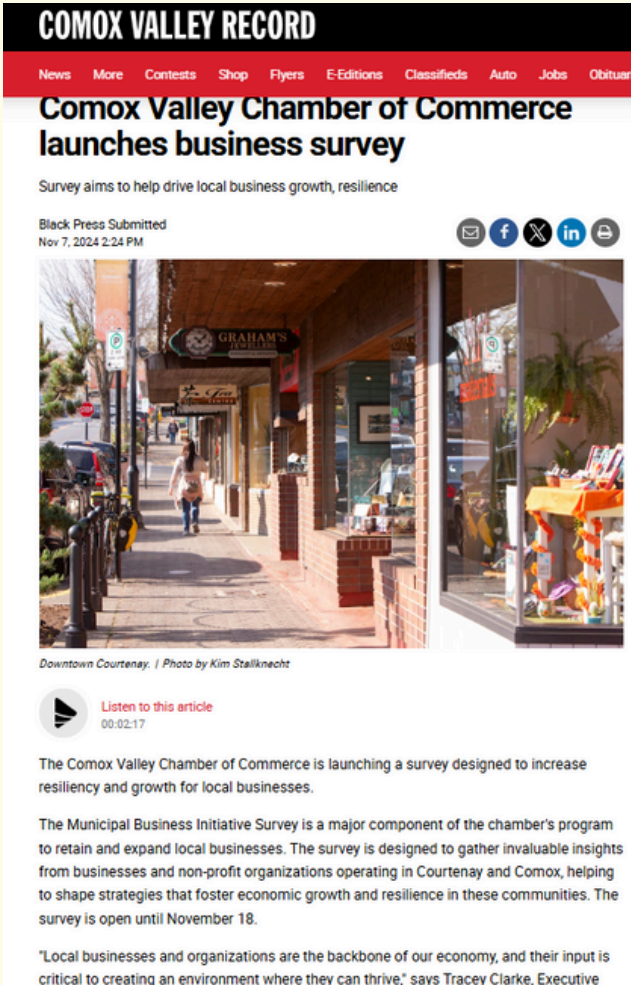 COMOX VALLEY RECORD
News More Contests Shop Flyers E-Editions Classifieds Auto Jobs Obituar
Comox Valley Chamber of Commerce
launches business survey
Survey aims to help drive local business growth, resilience
Black Press Submitted
Nov 7, 2024 2:24 PM
f X in
P
GRAHAM'S
JEWELLERS
Tea
CENTRE
STOP
Downtown Courtenay. | Photo by Kim Stallknecht
Listen to this article
00:02:17
The Comox Valley Chamber of Commerce is launching a survey designed to increase
resiliency and growth for local businesses.
The Municipal Business Initiative Survey is a major component of the chamber's program
to retain and expand local businesses. The survey is designed to gather invaluable insights
from businesses and non-profit organizations operating in Courtenay and Comox, helping
to shape strategies that foster economic growth and resilience in these communities. The
survey is open until November 18.
"Local businesses and organizations are the backbone of our economy, and their input is
critical to creating an environment where they can thrive," says Tracey Clarke, Executive